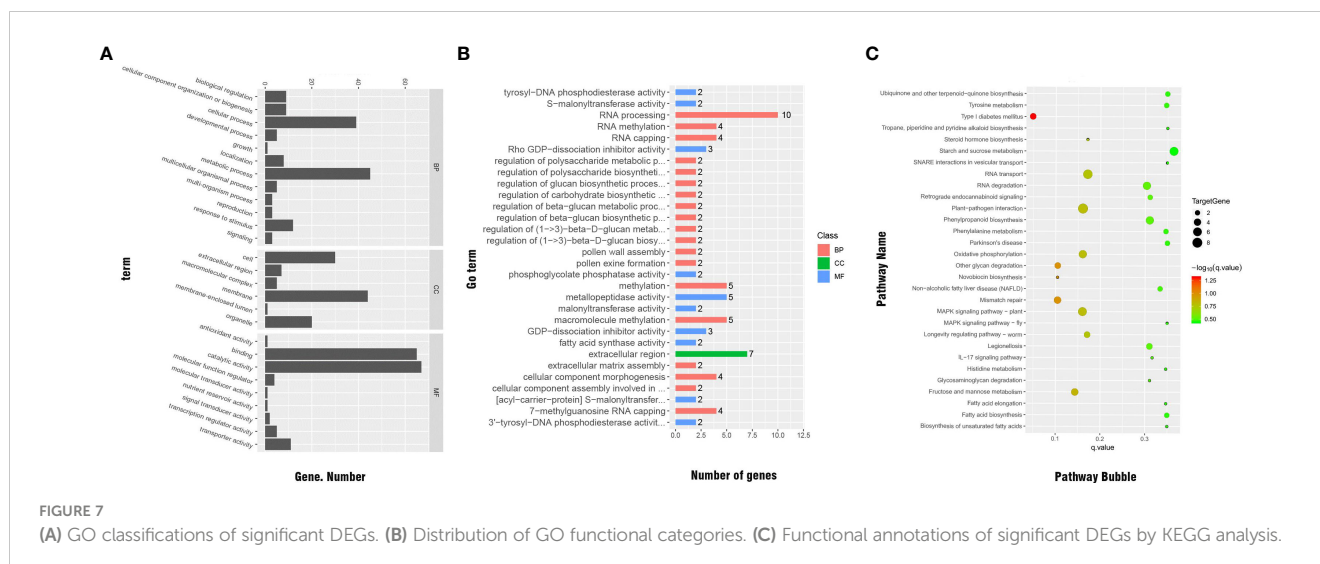 A
0
20
40
60
biological regulation
cellular component organization or biogenesis
cellular process
developmental process
growth
localization
metabolic process
multicellular organismal process
multi-organism process
reproduction
response to stimulus
signaling
cell
extracellular region
macromolecular complex
membrane
membrane-enclosed lumen
organelle
antioxidant activity
binding
catalytic activity
molecular function regulator
molecular transducer activity
nutrient reservoir activity
signal transducer activity
transcription regulator activity
transporter activity
BP
CC
MF
term
Gene. Number
B
tyrosyl−DNA phosphodiesterase activity 2
S−malonyltransferase activity 2
RNA processing 10
RNA methylation 4
RNA capping 4
Rho GDP−dissociation inhibitor activity 3
regulation of polysaccharide metabolic p... 2
regulation of polysaccharide biosyntheti... 2
regulation of glucan biosynthetic proces... 2
regulation of carbohydrate biosynthetic ... 2
regulation of beta−glucan metabolic proc... 2
regulation of beta−glucan biosynthetic p... 2
regulation of (1−>3)−beta−D−glucan metab... 2
regulation of (1−>3)−beta−D−glucan biosy... 2
pollen wall assembly 2
pollen exine formation 2
phosphoglycolate phosphatase activity 2
methylation 5
metallopeptidase activity 5
malonyltransferase activity 2
macromolecule methylation 5
GDP−dissociation inhibitor activity 3
fatty acid synthase activity 2
extracellular region 7
extracellular matrix assembly 2
cellular component morphogenesis 4
cellular component assembly involved in ... 2
[acyl−carrier−protein] S−malonyltransfer... 2
7−methylguanosine RNA capping 4
3'−tyrosyl−DNA phosphodiesterase activit... 2
0.0 2.5 5.0 7.5 10.0 12.5
Go term
Number of genes
Class
BP
CC
MF
C
Ubiquinone and other terpenoid−quinone biosynthesis
Tyrosine metabolism
Type I diabetes mellitus
Tropane, piperidine and pyridine alkaloid biosynthesis
Steroid hormone biosynthesis
Starch and sucrose metabolism
SNARE interactions in vesicular transport
RNA transport
RNA degradation
Retrograde endocannabinoid signaling
Plant−pathogen interaction
Phenylpropanoid biosynthesis
Phenylalanine metabolism
Parkinson's disease
Oxidative phosphorylation
Other glycan degradation
Novobiocin biosynthesis
Non−alcoholic fatty liver disease (NAFLD)
Mismatch repair
MAPK signaling pathway − plant
MAPK signaling pathway − fly
Longevity regulating pathway − worm
Legionellosis
IL−17 signaling pathway
Histidine metabolism
Glycosaminoglycan degradation
Fructose and mannose metabolism
Fatty acid elongation
Fatty acid biosynthesis
Biosynthesis of unsaturated fatty acids
0.1 0.2 0.3
q.value
Pathway Name
Pathway Bubble
TargetGene
2
4
6
8
−log10(q.value)
1.25
1.00
0.75
0.50
FIGURE 7
(A) GO classifications of significant DEGs. (B) Distribution of GO functional categories. (C) Functional annotations of significant DEGs by KEGG analysis.